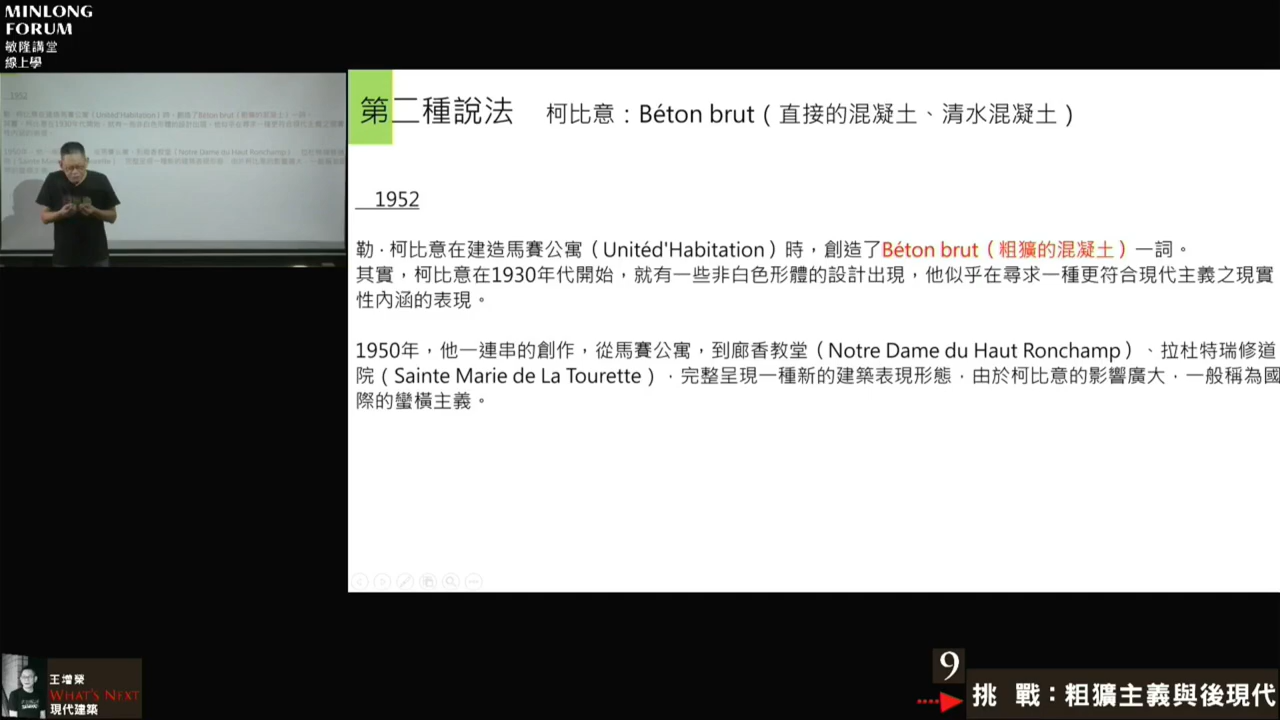 MINLONG
FORUM
敏隆講堂
線上學
第二種說法 柯比意：Béton brut（直接的混凝土、清水混凝土）
1952
勒．柯比意在建造馬賽公寓（Unitéd'Habitation）時，創造了Béton brut（粗獷的混凝土）一詞。
其實，柯比意在1930年代開始，就有一些非白色形體的設計出現，他似乎在尋求一種更符合現代主義之現實
性內涵的表現。
1950年，他一連串的創作，從馬賽公寓，到廊香教堂（Notre Dame du Haut Ronchamp）、拉杜特瑞修道
院（Sainte Marie de La Tourette），完整呈現一種新的建築表現形態，由於柯比意的影響廣大，一般稱為國
際的蠻橫主義。
王增榮
WHAT'S NEXT
現代建築
9
挑 戰：粗獷主義與後現代